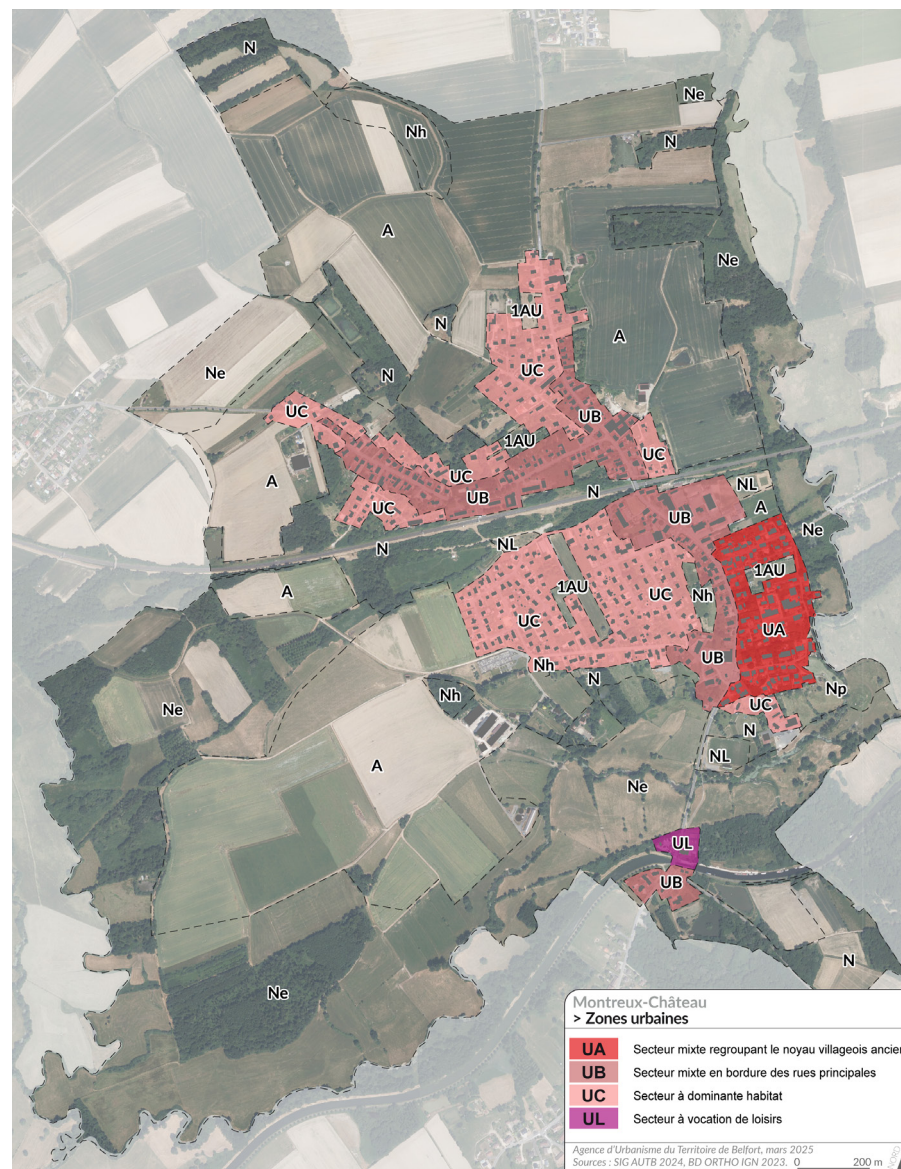 N
Ne
Nh
N
A
Ne
1AU
N
A
Ne
UC
N
UC
UB
1AU
UC
UC
A
UB
N
NL
UC
UB
A
N
NL
Ne
1AU
1AU
A
UC
UC
Nh
UA
UB
Nh
N
Np
Nh
UC
Ne
N
NL
A
Ne
UL
UB
N
Ne
Montreux-Château
> Zones urbaines
UA Secteur mixte regroupant le noyau villageois ancien
UB Secteur mixte en bordure des rues principales
UC Secteur à dominante habitat
UL Secteur à vocation de loisirs
Agence d'Urbanisme du Territoire de Belfort, mars 2025
Sources : SIG AUTB 2024, BD ORTHO IGN 2023. 0 200 m
NORD